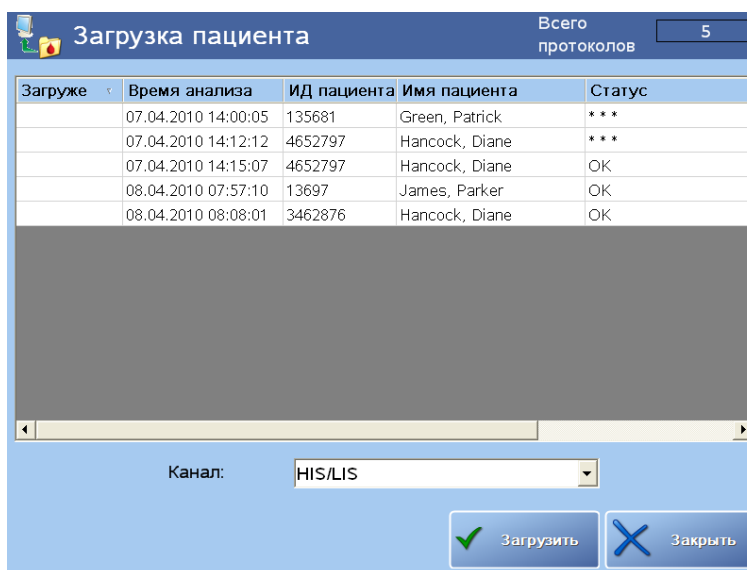 Загрузка пациента
Всего протоколов
5
Загруже Время анализа ИД пациента Имя пациента Статус
07.04.2010 14:00:05 135681 Green, Patrick * * *
07.04.2010 14:12:12 4652797 Hancock, Diane * * *
07.04.2010 14:15:07 4652797 Hancock, Diane OK
08.04.2010 07:57:10 13697 James, Parker OK
08.04.2010 08:08:01 3462876 Hancock, Diane OK
Канал: HIS/LIS
Загрузить Закрыть